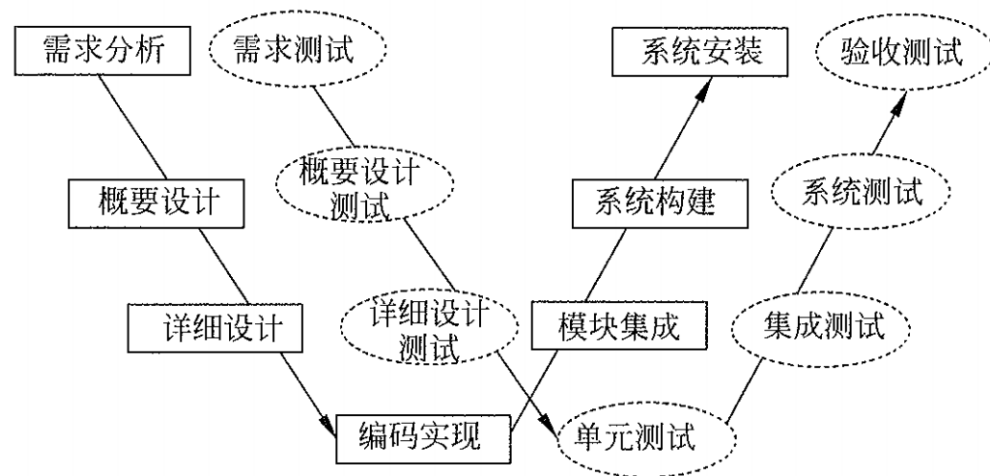 需求分析
需求测试
系统安装
验收测试
概要设计
概要设计
测试
系统构建
系统测试
详细设计
详细设计
测试
模块集成
集成测试
编码实现
单元测试